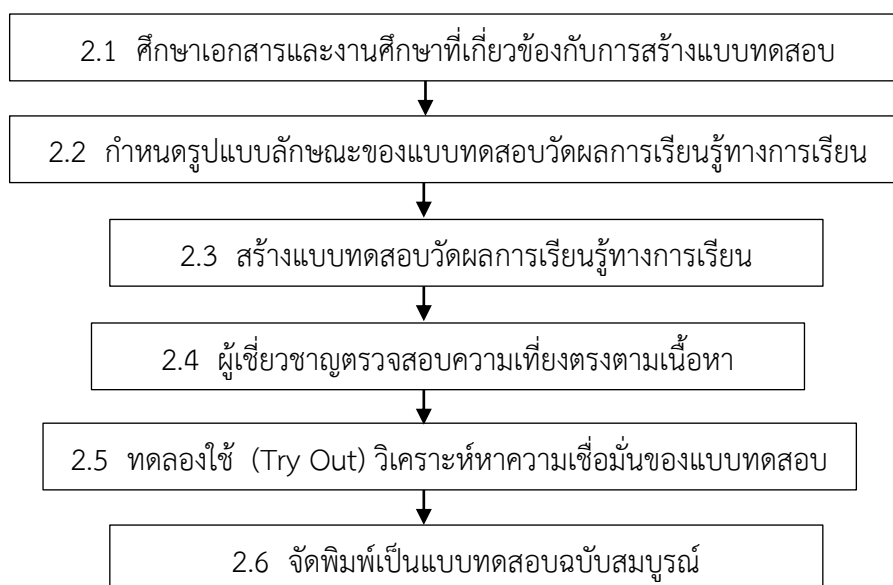 2.1 ศึกษาเอกสารและงานศึกษาที่เกี่ยวข้องกับการสร้างแบบทดสอบ
2.2 กำหนดรูปแบบลักษณะของแบบทดสอบวัดผลการเรียนรู้ทางการเรียน
2.3 สร้างแบบทดสอบวัดผลการเรียนรู้ทางการเรียน
2.4 ผู้เชี่ยวชาญตรวจสอบความเที่ยงตรงตามเนื้อหา
2.5 ทดลองใช้ (Try Out) วิเคราะห์หาความเชื่อมั่นของแบบทดสอบ
2.6 จัดพิมพ์เป็นแบบทดสอบฉบับสมบูรณ์